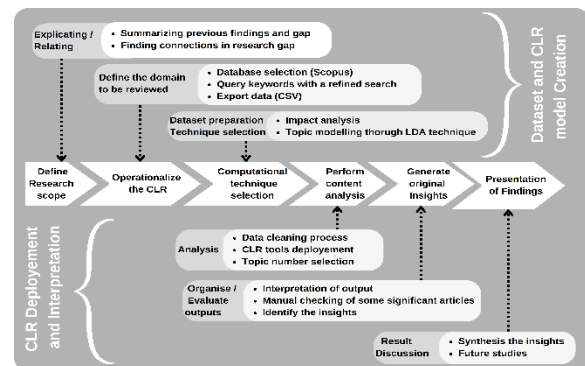 Explicating /
Relating
• Summarizing previous findings and gap
• Finding connections in research gap
Define the domain
to be reviewed
• Database selection (Scopus)
• Query keywords with a refined search
• Export data (CSV)
Dataset preparation
Technique selection
• Impact analysis
• Topic modelling thorugh LDA technique
Dataset and CLR
model Creation
Define
Research
scope
Operationalize
the CLR
Computational
technique
selection
Perform
content
analysis
Generate
original
Insights
Presentation
of Findings
CLR Deployement
and Interpretation
Analysis
• Data cleaning process
• CLR tools deployement
• Topic number selection
Organise /
Evaluate
outputs
• Interpretation of output
• Manual checking of some significant articles
• Identify the insights
Result
Discussion
• Synthesis the insights
• Future studies